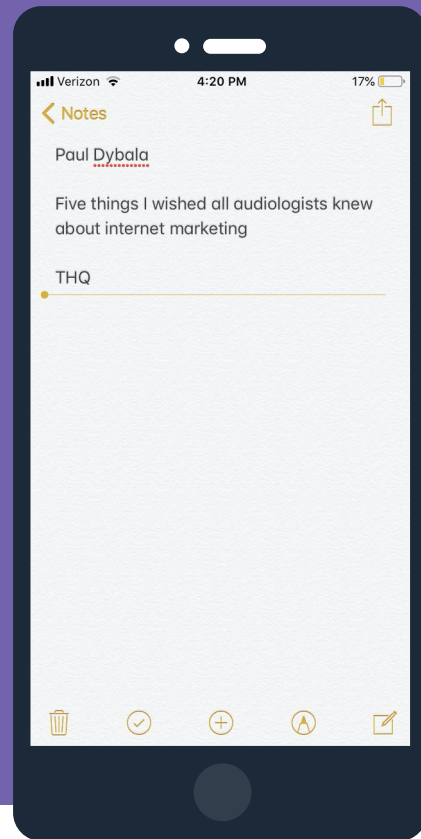 Verizon 4:20 PM 17%
Notes
Paul Dybala
Five things I wished all audiologists knew
about internet marketing
THQ